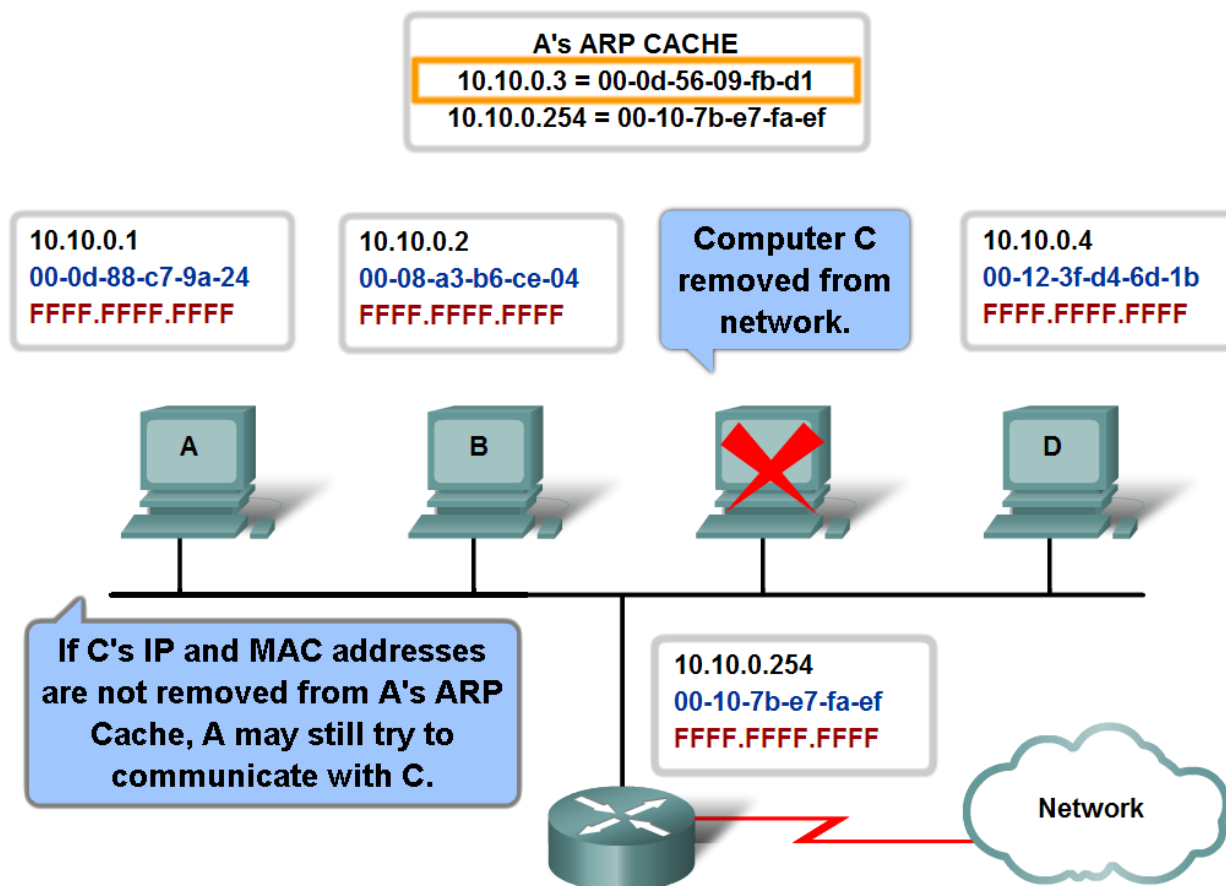 A's ARP CACHE
10.10.0.3 = 00-0d-56-09-fb-d1
10.10.0.254 = 00-10-7b-e7-fa-ef
10.10.0.1
00-0d-88-c7-9a-24
FFFF.FFFF.FFFF
10.10.0.2
00-08-a3-b6-ce-04
FFFF.FFFF.FFFF
Computer C
removed from
network.
10.10.0.4
00-12-3f-d4-6d-1b
FFFF.FFFF.FFFF
A
B
D
If C's IP and MAC addresses
are not removed from A's ARP
Cache, A may still try to
communicate with C.
10.10.0.254
00-10-7b-e7-fa-ef
FFFF.FFFF.FFFF
Network